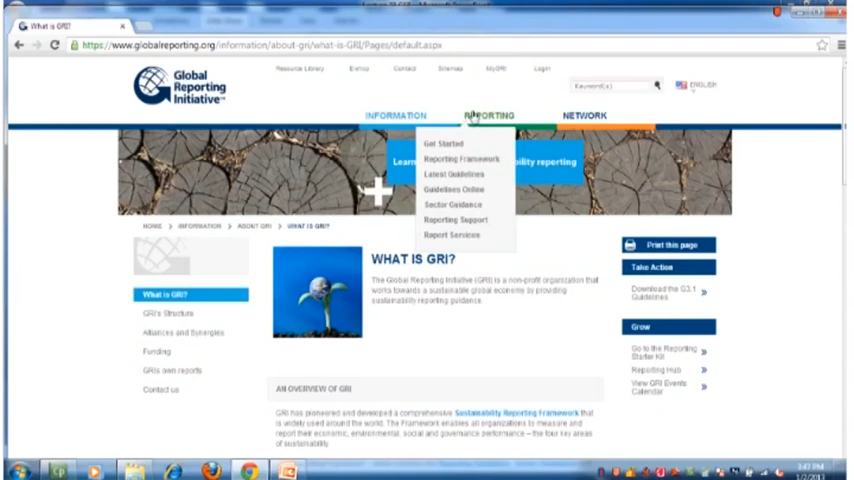 What is GRI?
https://www.globalreporting.org/information/about-gri/what-is-GRI/Pages/default.aspx
Resource Library Contact Sitemap MyGRI Login
Global
Reporting
Initiative
Keyword(s)
ENGLISH
INFORMATION REPORTING NETWORK
Get Started
Reporting Framework
Latest Guidelines
Guidelines Online
Sector Guidance
Reporting Support
Report Services
Learn
bility reporting
HOME > INFORMATION > ABOUT GRI > WHAT IS GRI?
What is GRI?
GRI's Structure
Alliances and Synergies
Funding
GRIs own reports
Contact us
WHAT IS GRI?
The Global Reporting Initiative (GRI) is a non-profit organization that
works towards a sustainable global economy by providing
sustainability reporting guidance.
AN OVERVIEW OF GRI
GRI has pioneered and developed a comprehensive Sustainability Reporting Framework that
is widely used around the world. The Framework enables all organizations to measure and
report their economic, environmental, social and governance performance – the four key areas
of sustainability.
Print this page
Take Action
Download the G3.1
Guidelines
Grow
Go to the Reporting
Starter Kit
Reporting Hub
View GRI Events
Calendar
3:47 PM
1/2/2013